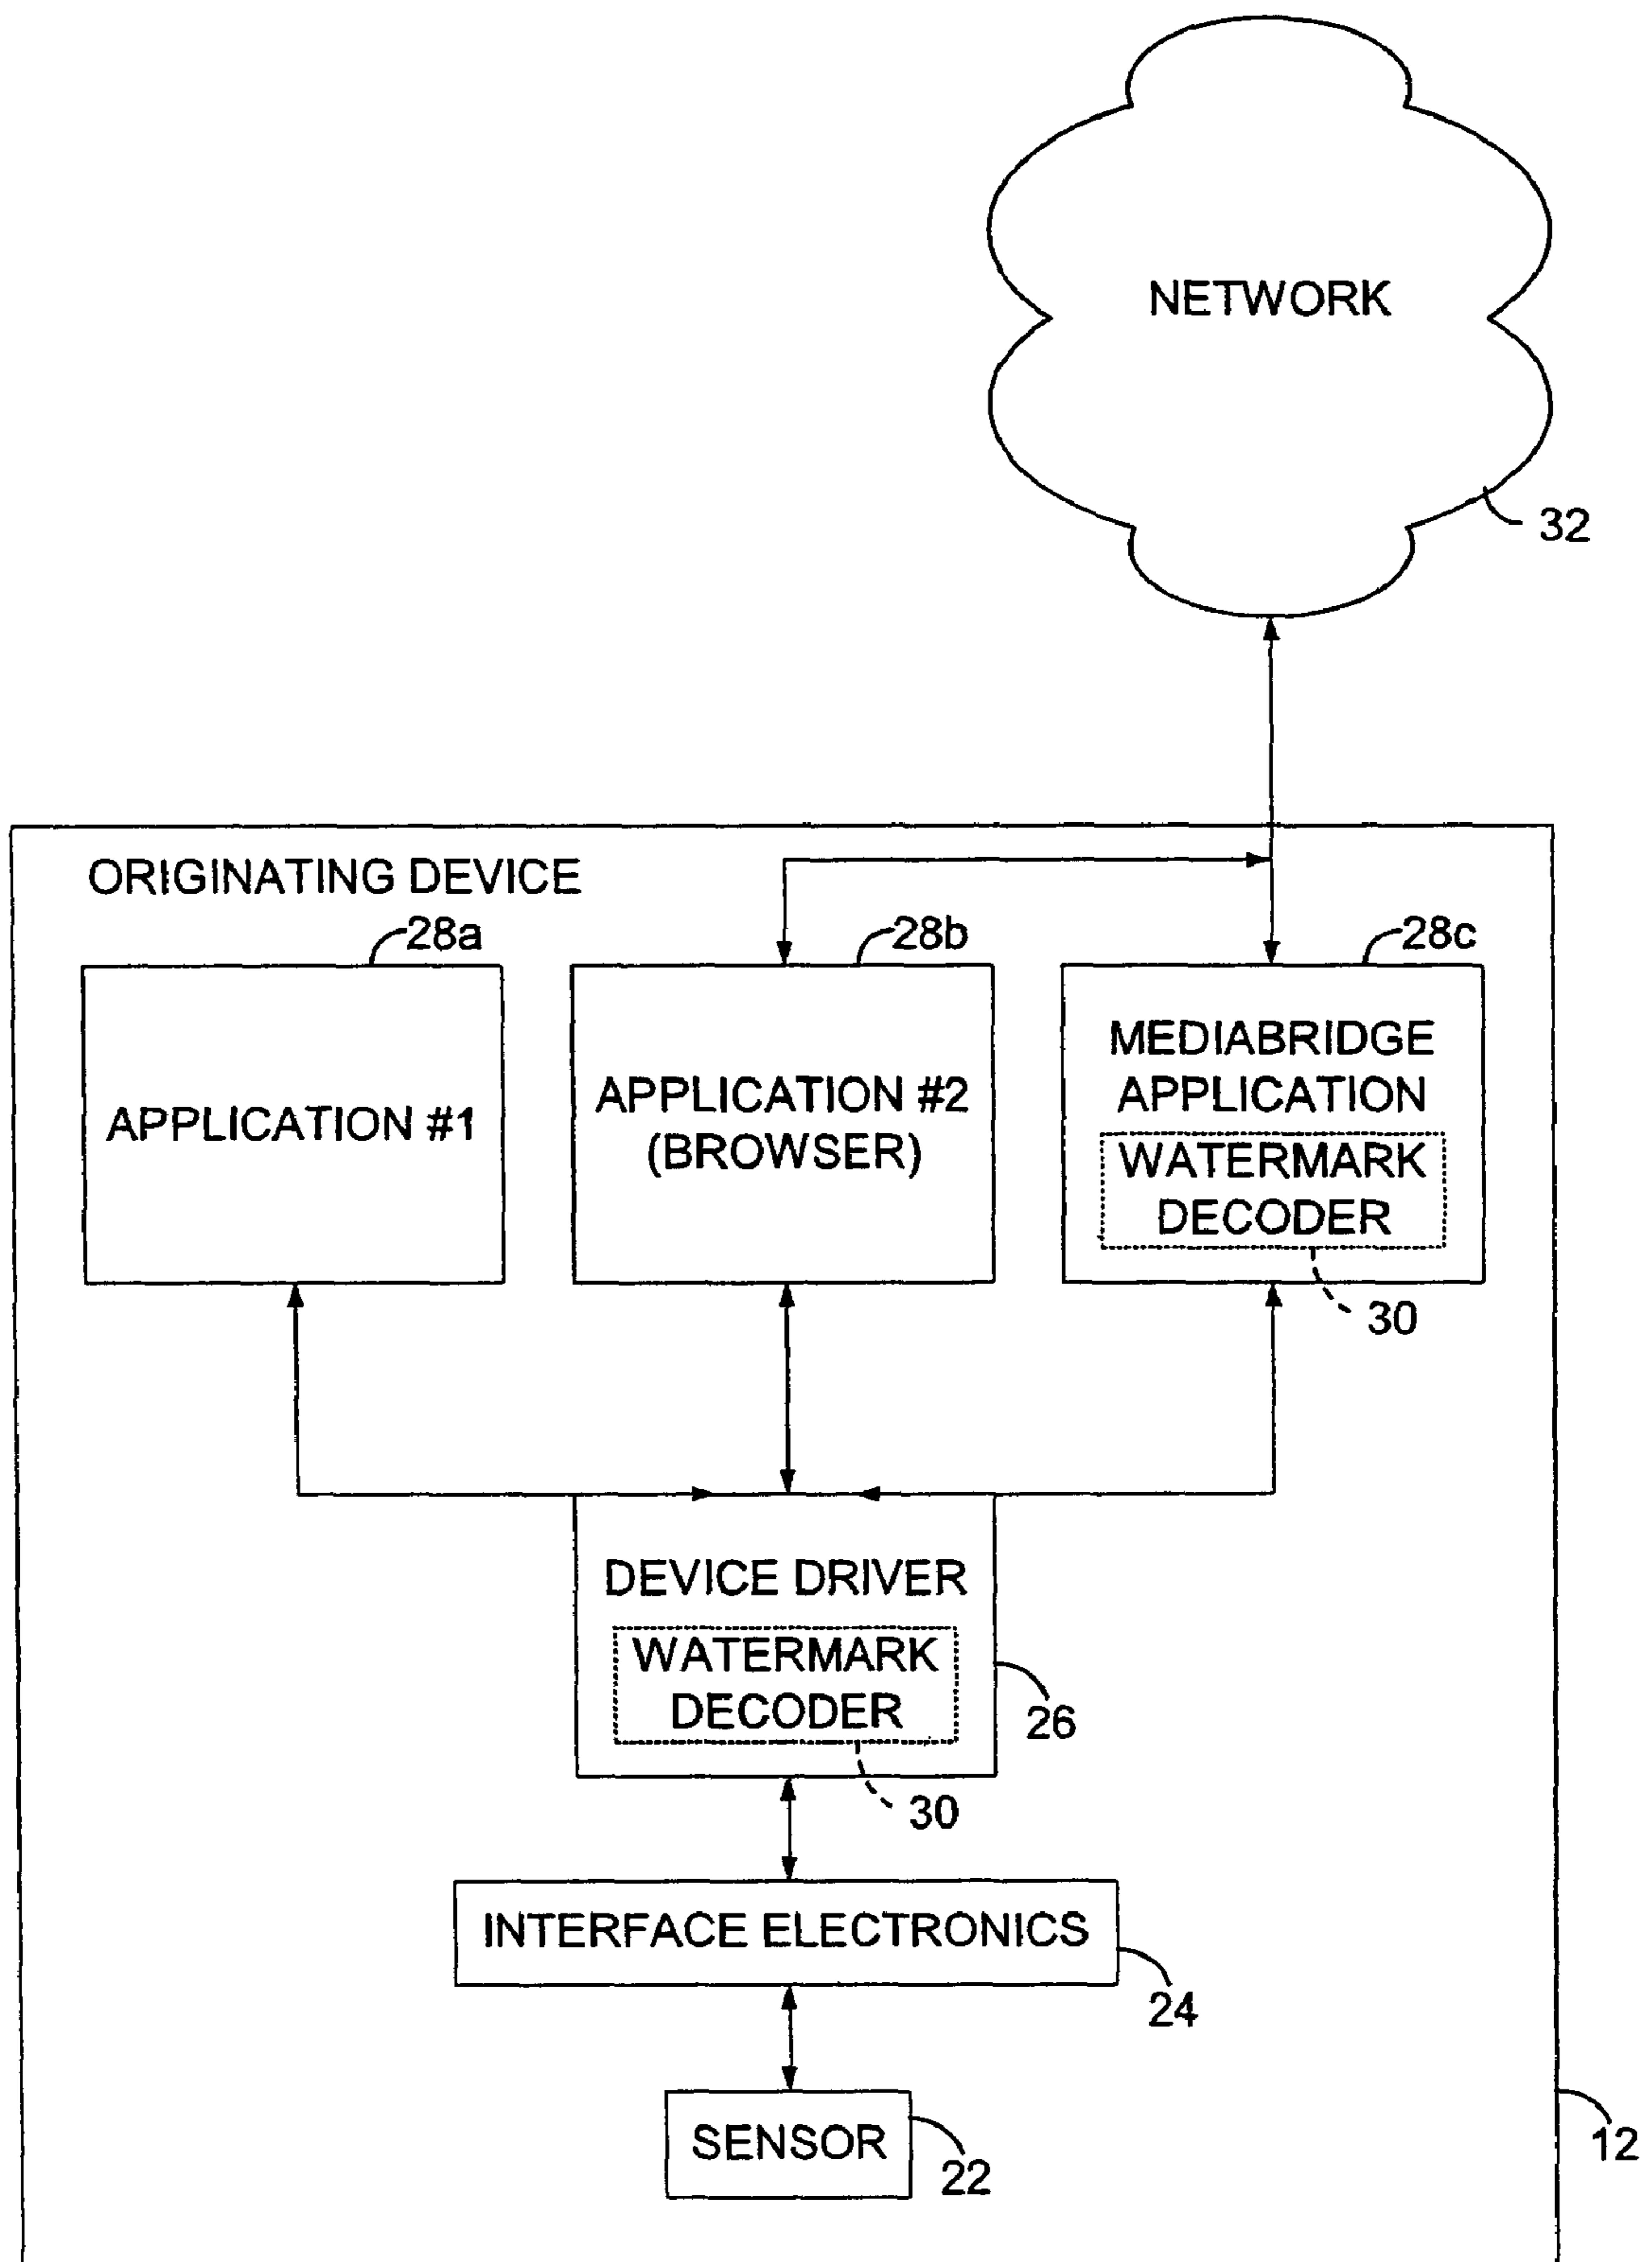 NETWORK
32
ORIGINATING DEVICE
28a
28b
28c
APPLICATION #1
APPLICATION #2
(BROWSER)
MEDIABRIDGE
APPLICATION
WATERMARK
DECODER
30
DEVICE DRIVER
WATERMARK
DECODER
26
30
INTERFACE ELECTRONICS
24
SENSOR
22
12